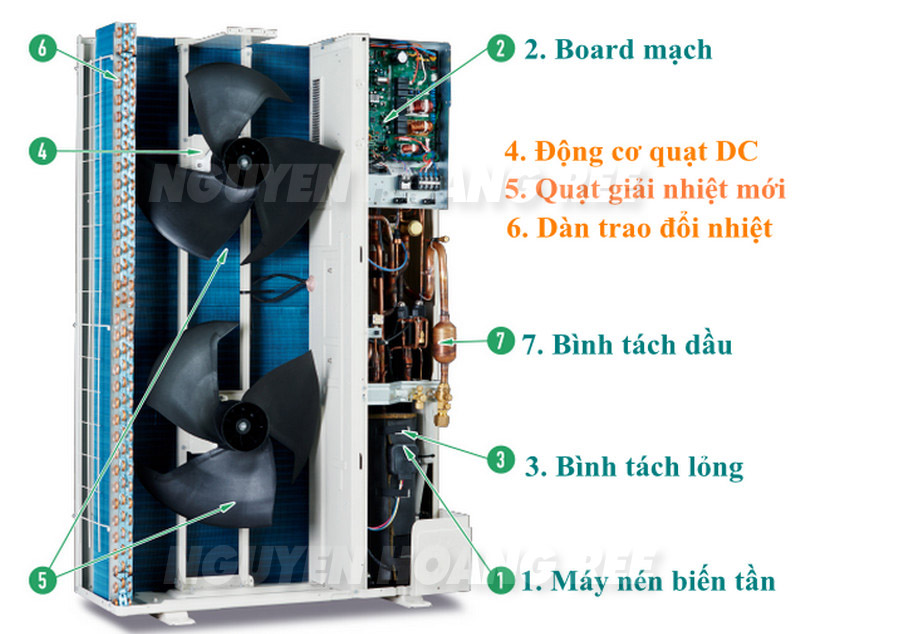 6
2
2. Board mạch
4
4. Động cơ quạt DC
NGUYEN HOANG REE
5. Quạt giải nhiệt mới
6. Dàn trao đổi nhiệt
7
7. Bình tách dầu
3
3. Bình tách lỏng
5
NGUYEN HOANG REE
1
1. Máy nén biến tần